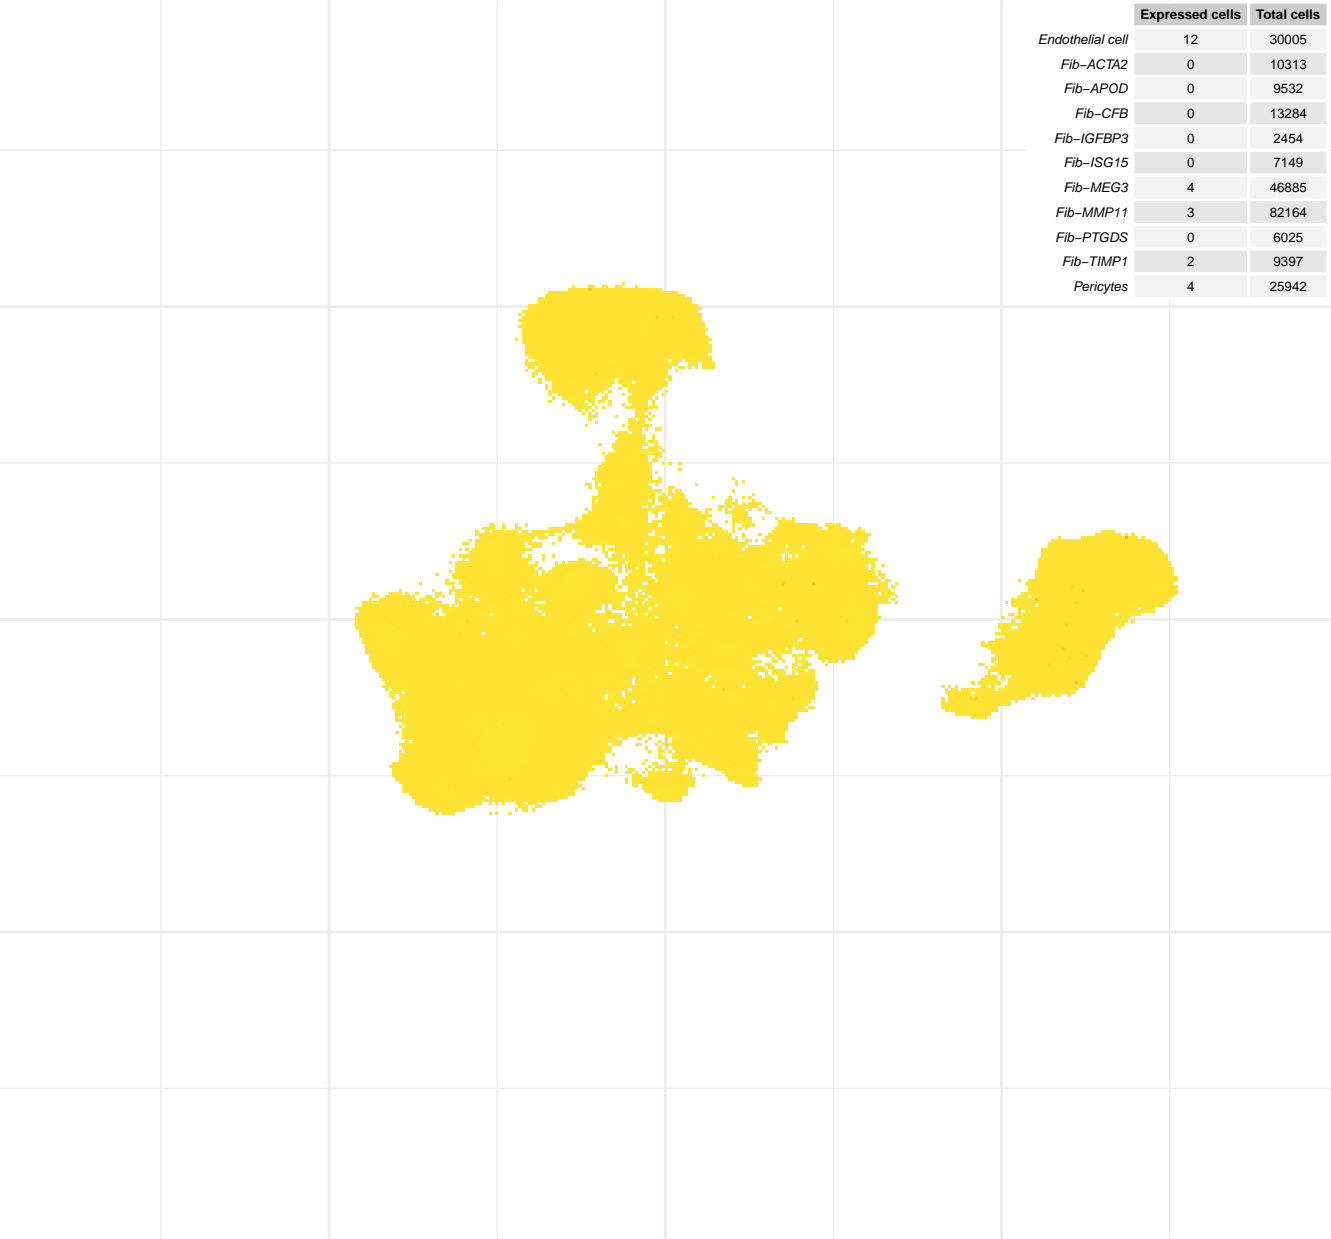 Expressed cells Total cells
Endothelial cell 12 30005
Fib−ACTA2 0 10313
Fib−APOD 0 9532
Fib−CFB 0 13284
Fib−IGFBP3 0 2454
Fib−ISG15 0 7149
Fib−MEG3 4 46885
Fib−MMP11 3 82164
Fib−PTGDS 0 6025
Fib−TIMP1 2 9397
Pericytes 4 25942